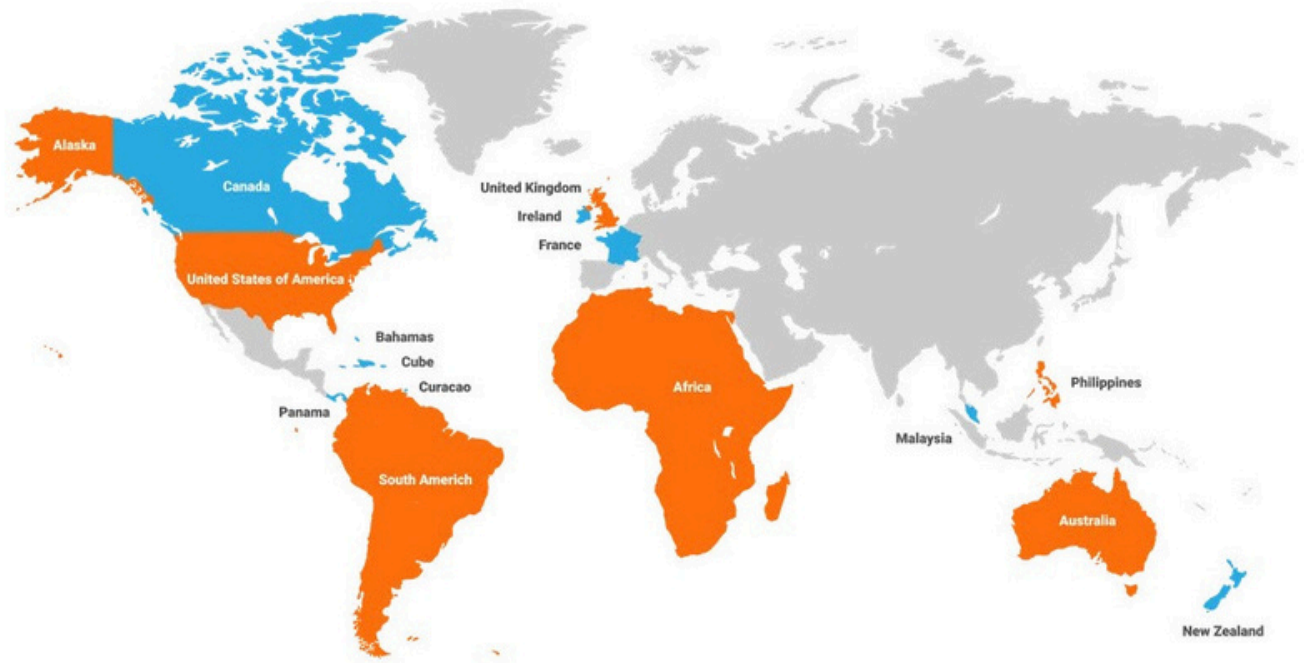 Alaska
Canada
United Kingdom
Ireland
France
United States of America
Bahamas
Cube
Curacao
Panama
Africa
Philippines
Malaysia
South Americh
Australia
New Zealand